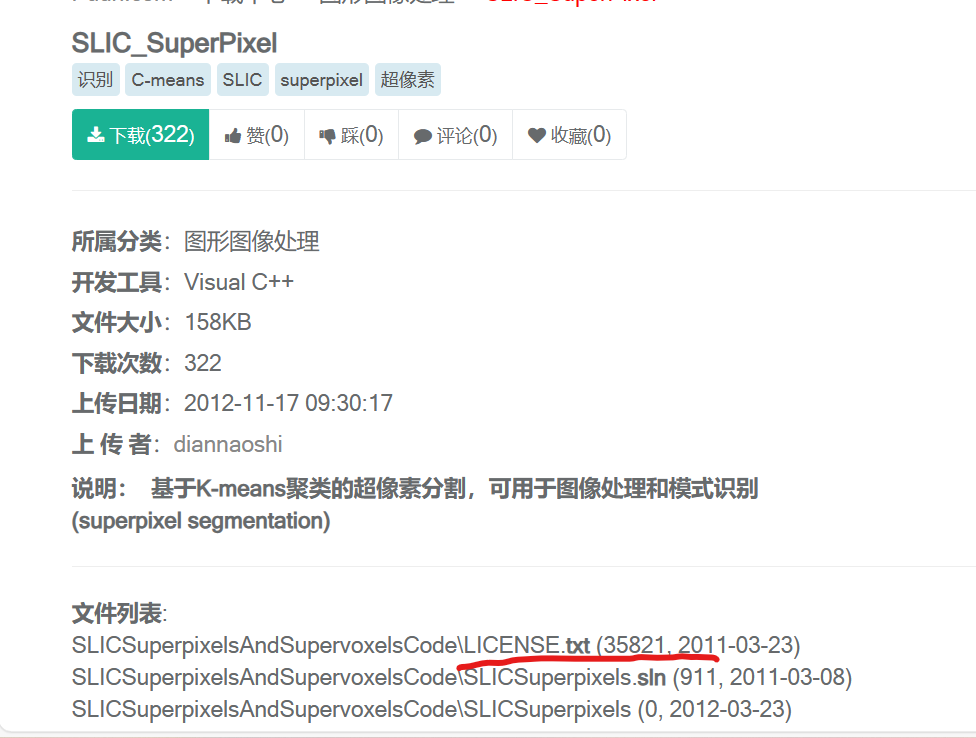 SLIC_SuperPixel
识别 C-means SLIC superpixel 超像素
下载(322) 赞(0) 踩(0) 评论(0) 收藏(0)
所属分类：图形图像处理
开发工具：Visual C++
文件大小：158KB
下载次数：322
上传日期：2012-11-17 09:30:17
上 传 者：diannaoshi
说明： 基于K-means聚类的超像素分割，可用于图像处理和模式识别
(superpixel segmentation)
文件列表:
SLICSuperpixelsAndSupervoxelsCode\LICENSE.txt (35821, 2011-03-23)
SLICSuperpixelsAndSupervoxelsCode\SLICSuperpixels.sln (911, 2011-03-08)
SLICSuperpixelsAndSupervoxelsCode\SLICSuperpixels (0, 2012-03-23)